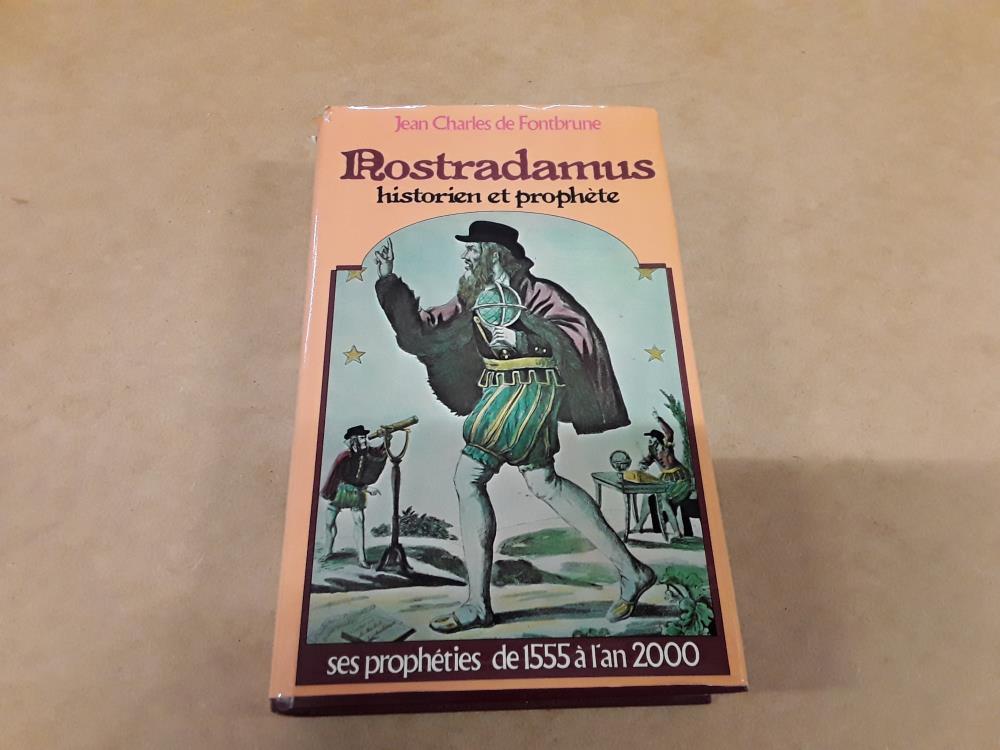 Jean Charles de Fontbrune
Nostradamus
historien et prophète
ses prophéties de 1555 à l'an 2000